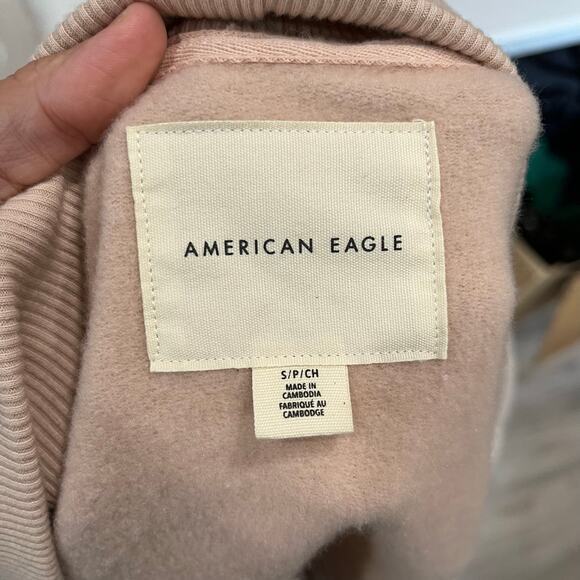 AMERICAN EAGLE
S/P/CH
MADE IN
CAMBODIA
FABRIQUÉ AU
CAMBODGE